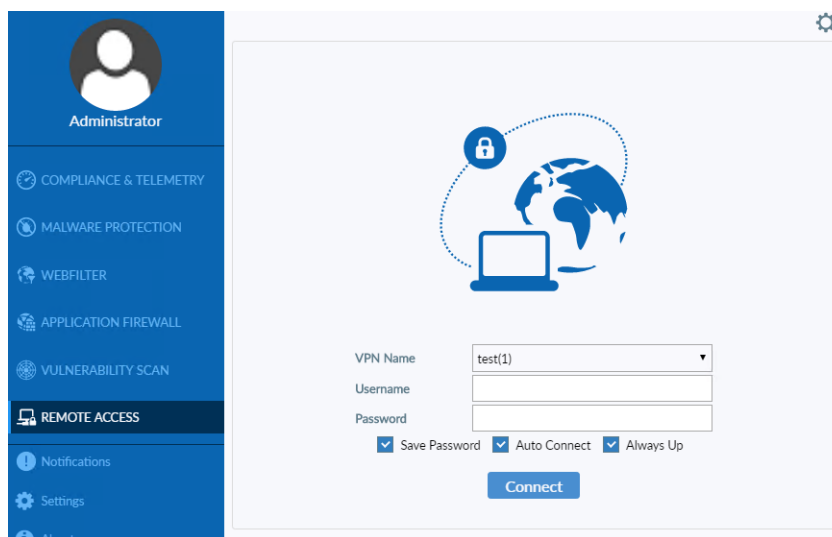 Administrator
COMPLIANCE & TELEMETRY
MALWARE PROTECTION
WEBFILTER
APPLICATION FIREWALL
VULNERABILITY SCAN
REMOTE ACCESS
Notifications
Settings
VPN Name
test(1)
Username
Password
Save Password
Auto Connect
Always Up
Connect